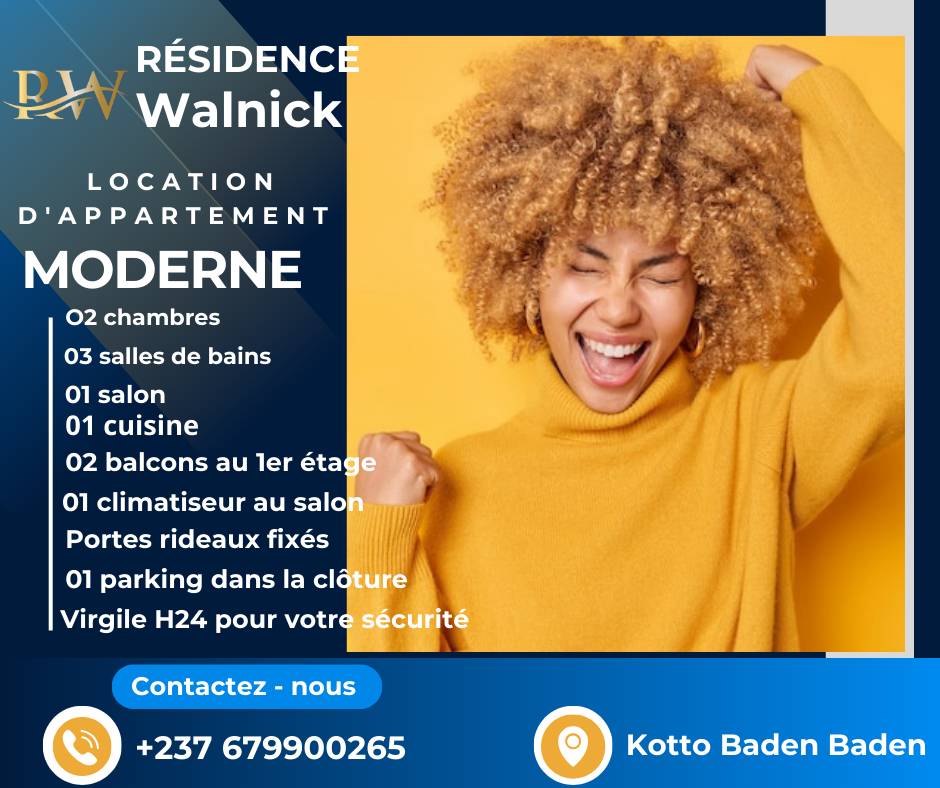 RW
RÉSIDENCE
Walnick
LOCATION
D'APPARTEMENT
MODERNE
O2 chambres
03 salles de bains
01 salon
01 cuisine
02 balcons au 1er étage
01 climatiseur au salon
Portes rideaux fixés
01 parking dans la clôture
Virgile H24 pour votre sécurité
Contactez - nous
+237 679900265
Kotto Baden Baden